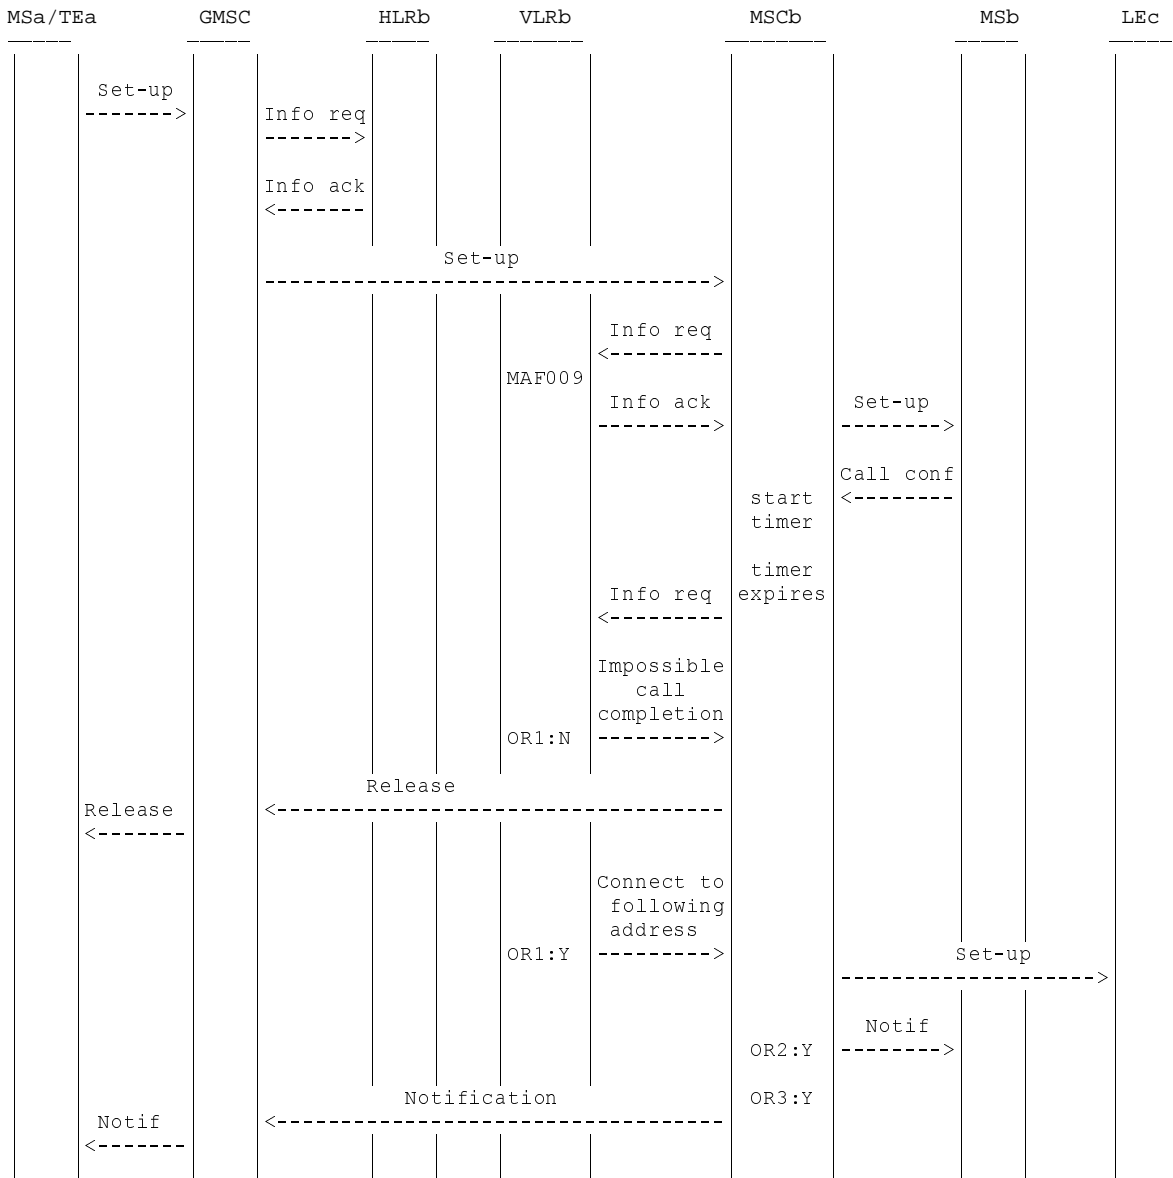 MSa/TEa GMSC HLRb VLRb MSCb MSb LEc
Set-up
Info req
Info ack
Set-up
Info req
MAF009
Info ack Set-up
Call conf
start
timer
timer
Info req expires
Impossible
call
completion
OR1:N
Release
Release
Connect to
following
address
OR1:Y Set-up
Notif
OR2:Y
Notification OR3:Y
Notif